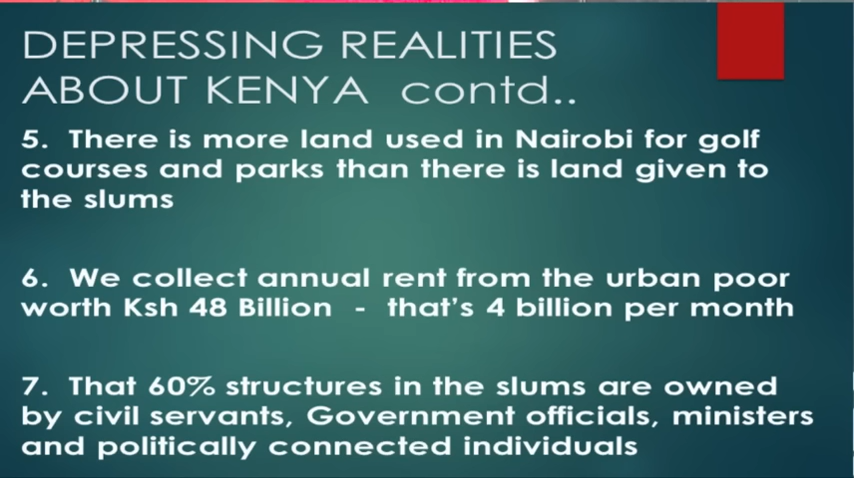 DEPRESSING REALITIES
ABOUT KENYA contd..
5. There is more land used in Nairobi for golf
courses and parks than there is land given to
the slums
6. We collect annual rent from the urban poor
worth Ksh 48 Billion - that's 4 billion per month
7. That 60% structures in the slums are owned
by civil servants, Government officials, ministers
and politically connected individuals